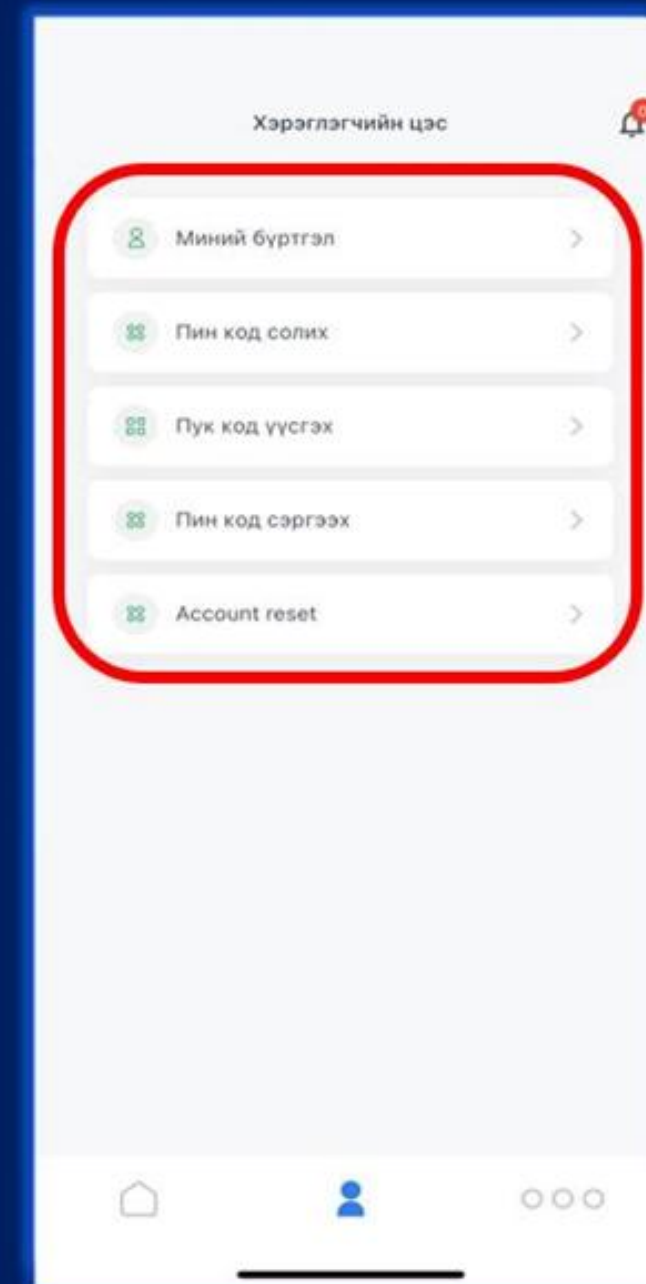 Хэрэглэгчийн цэс
Миний бүртгэл
Пин код солих
Пук код үүсгэх
Пин код сэргээх
Account reset